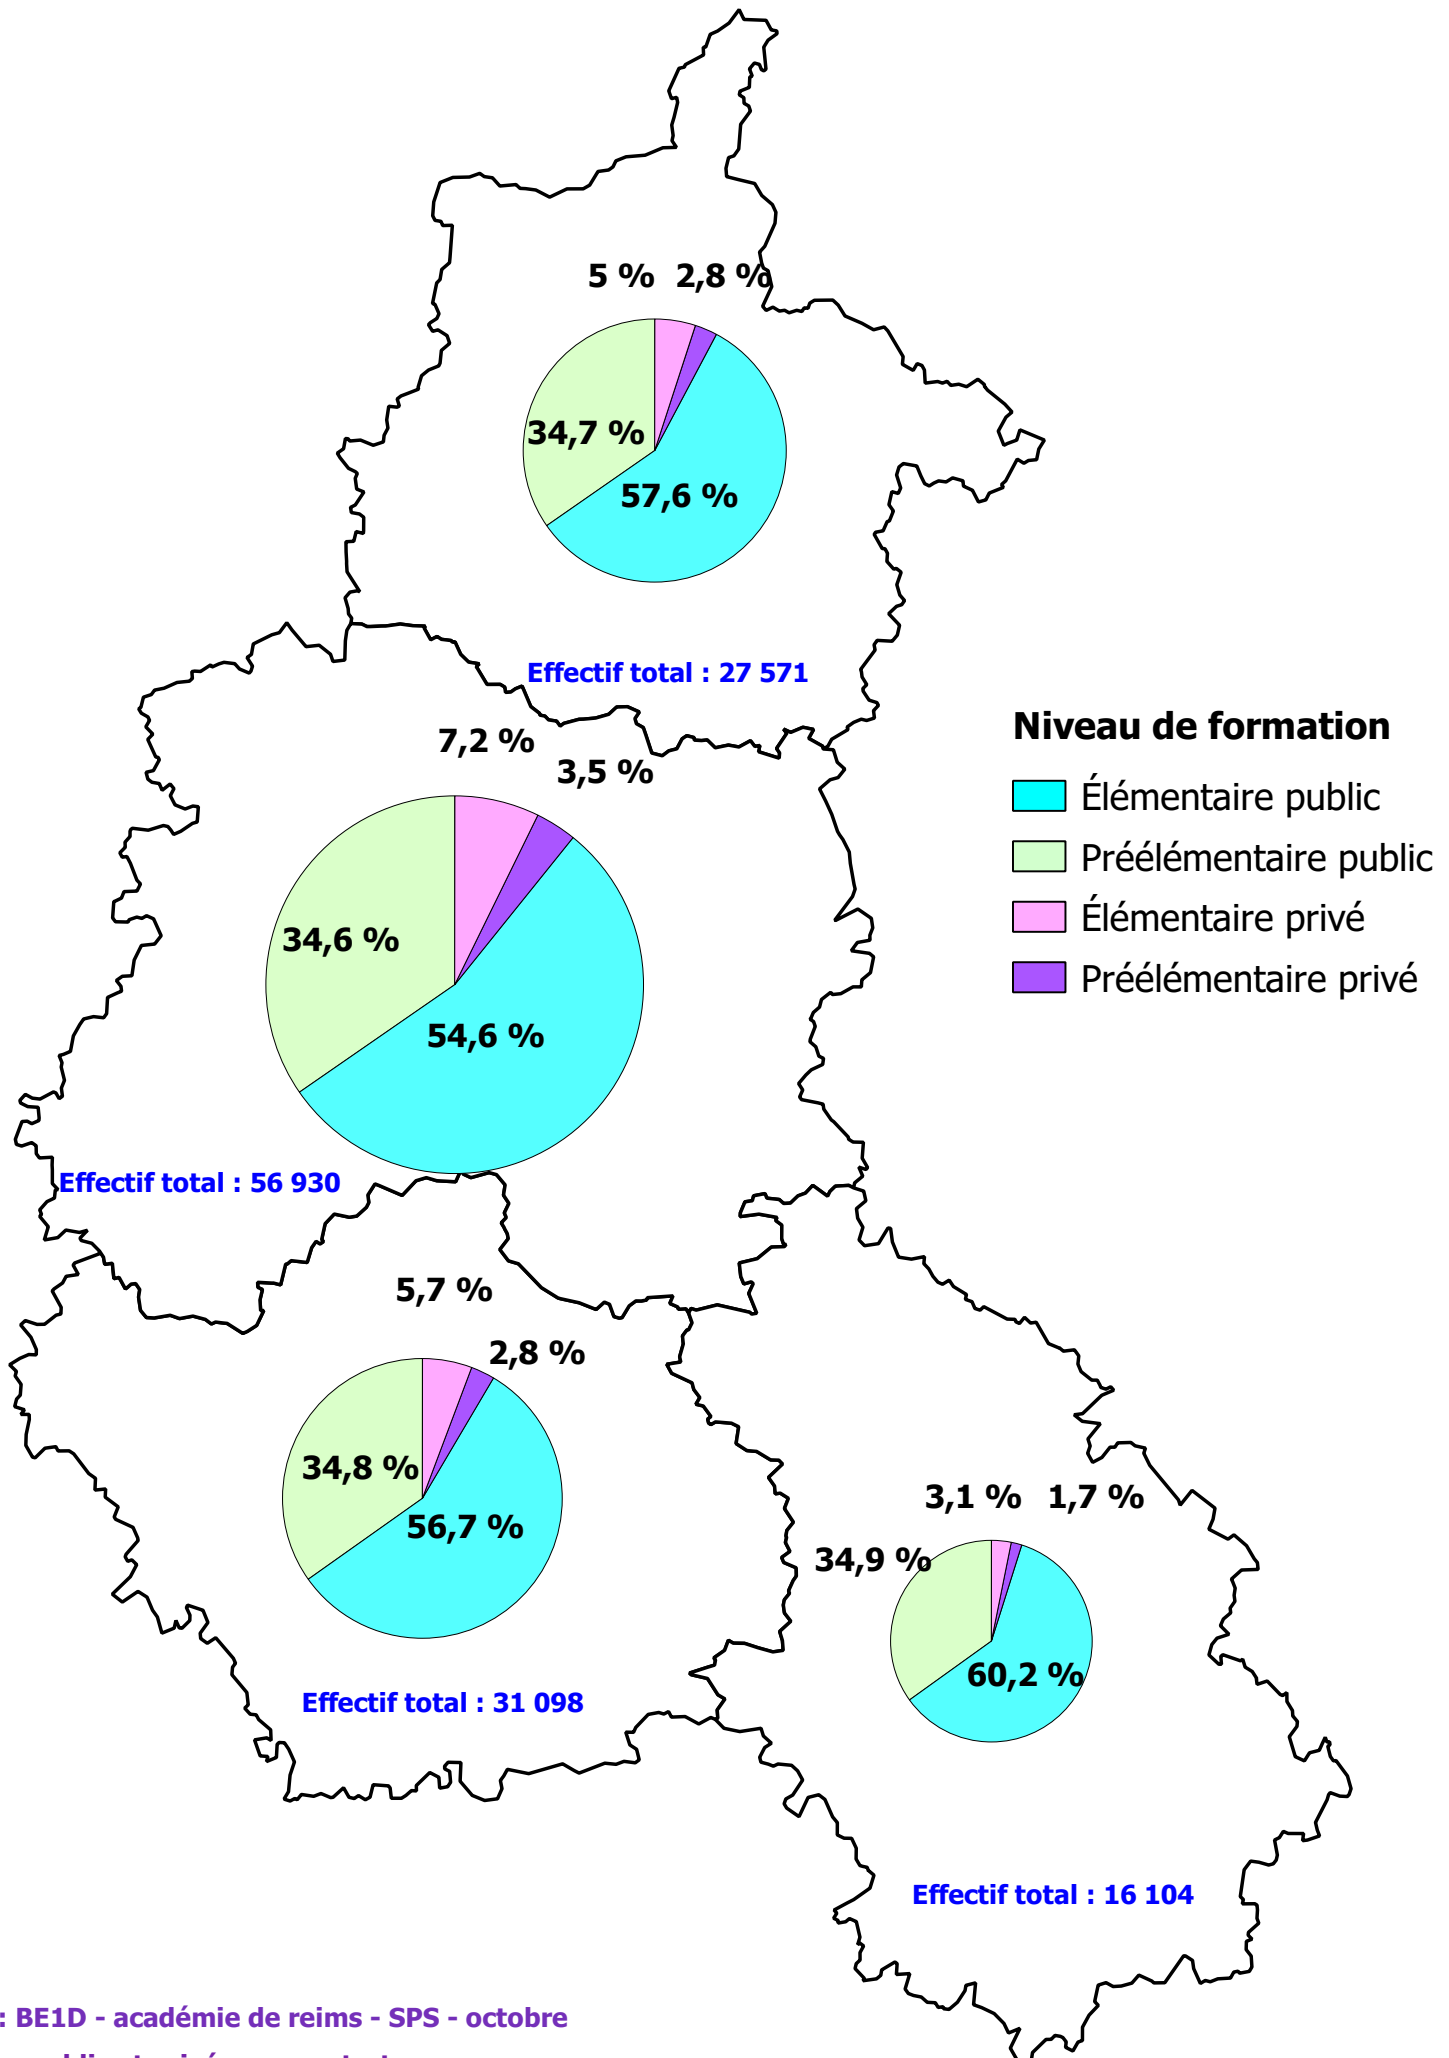 5 % 2,8 %
34,7 %
57,6 %
Effectif total : 27 571
7,2 %
3,5 %
34,6 %
54,6 %
Effectif total : 56 930
Niveau de formation
Élémentaire public
Préélémentaire public
Élémentaire privé
Préélémentaire privé
5,7 %
2,8 %
34,8 %
56,7 %
Effectif total : 31 098
3,1 % 1,7 %
34,9 %
60,2 %
Effectif total : 16 104
: BE1D - académie de reims - SPS - octobre